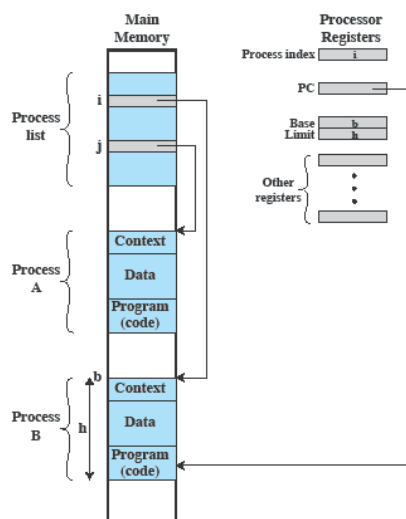 Main
Memory
Processor
Registers
Process index
i
PC
Base
b
Limit
h
Other
registers
Process
list
i
j
Process
A
Context
Data
Program
(code)
b
Process
B
h
Context
Data
Program
(code)